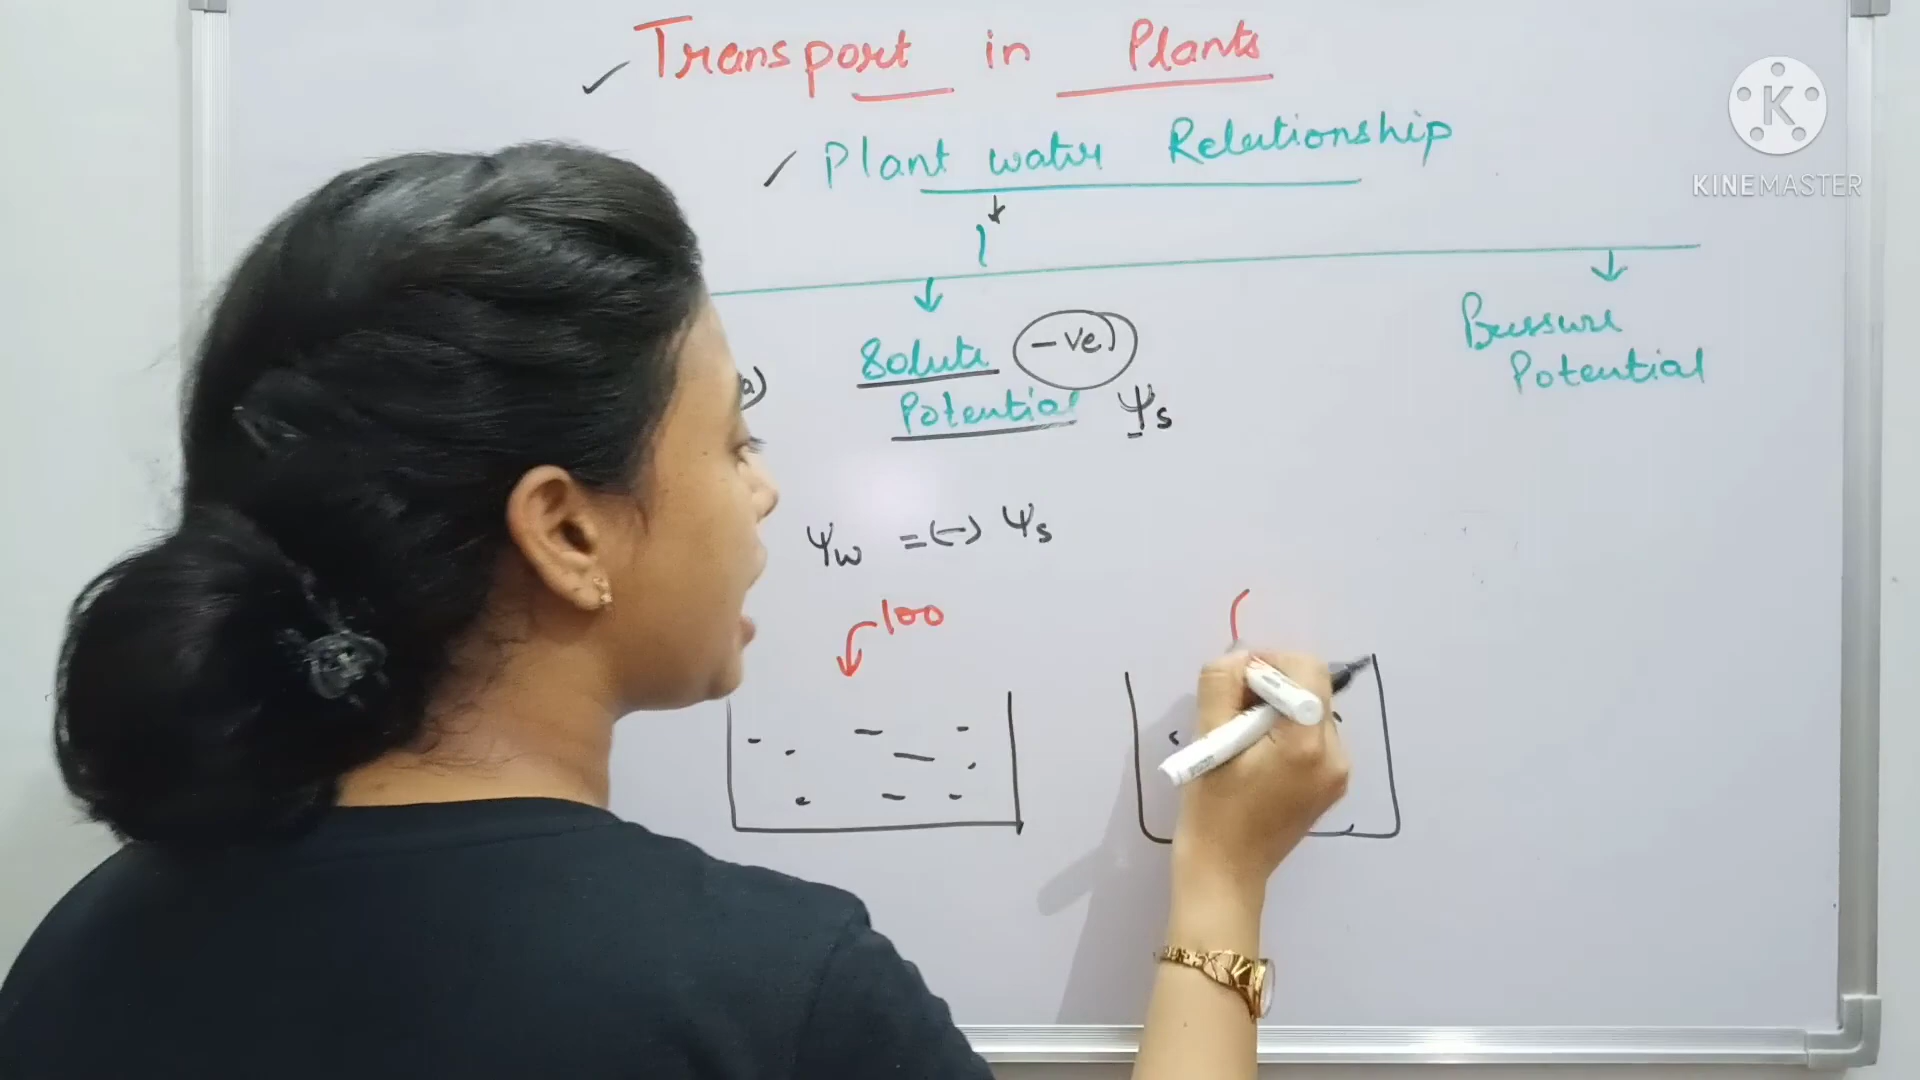 Transport in Plants
Plant water Relationship
Solute -ve
Potential Ψs
Pressure
Potential
a)
Ψw = (-) Ψs
100
KINEMASTER